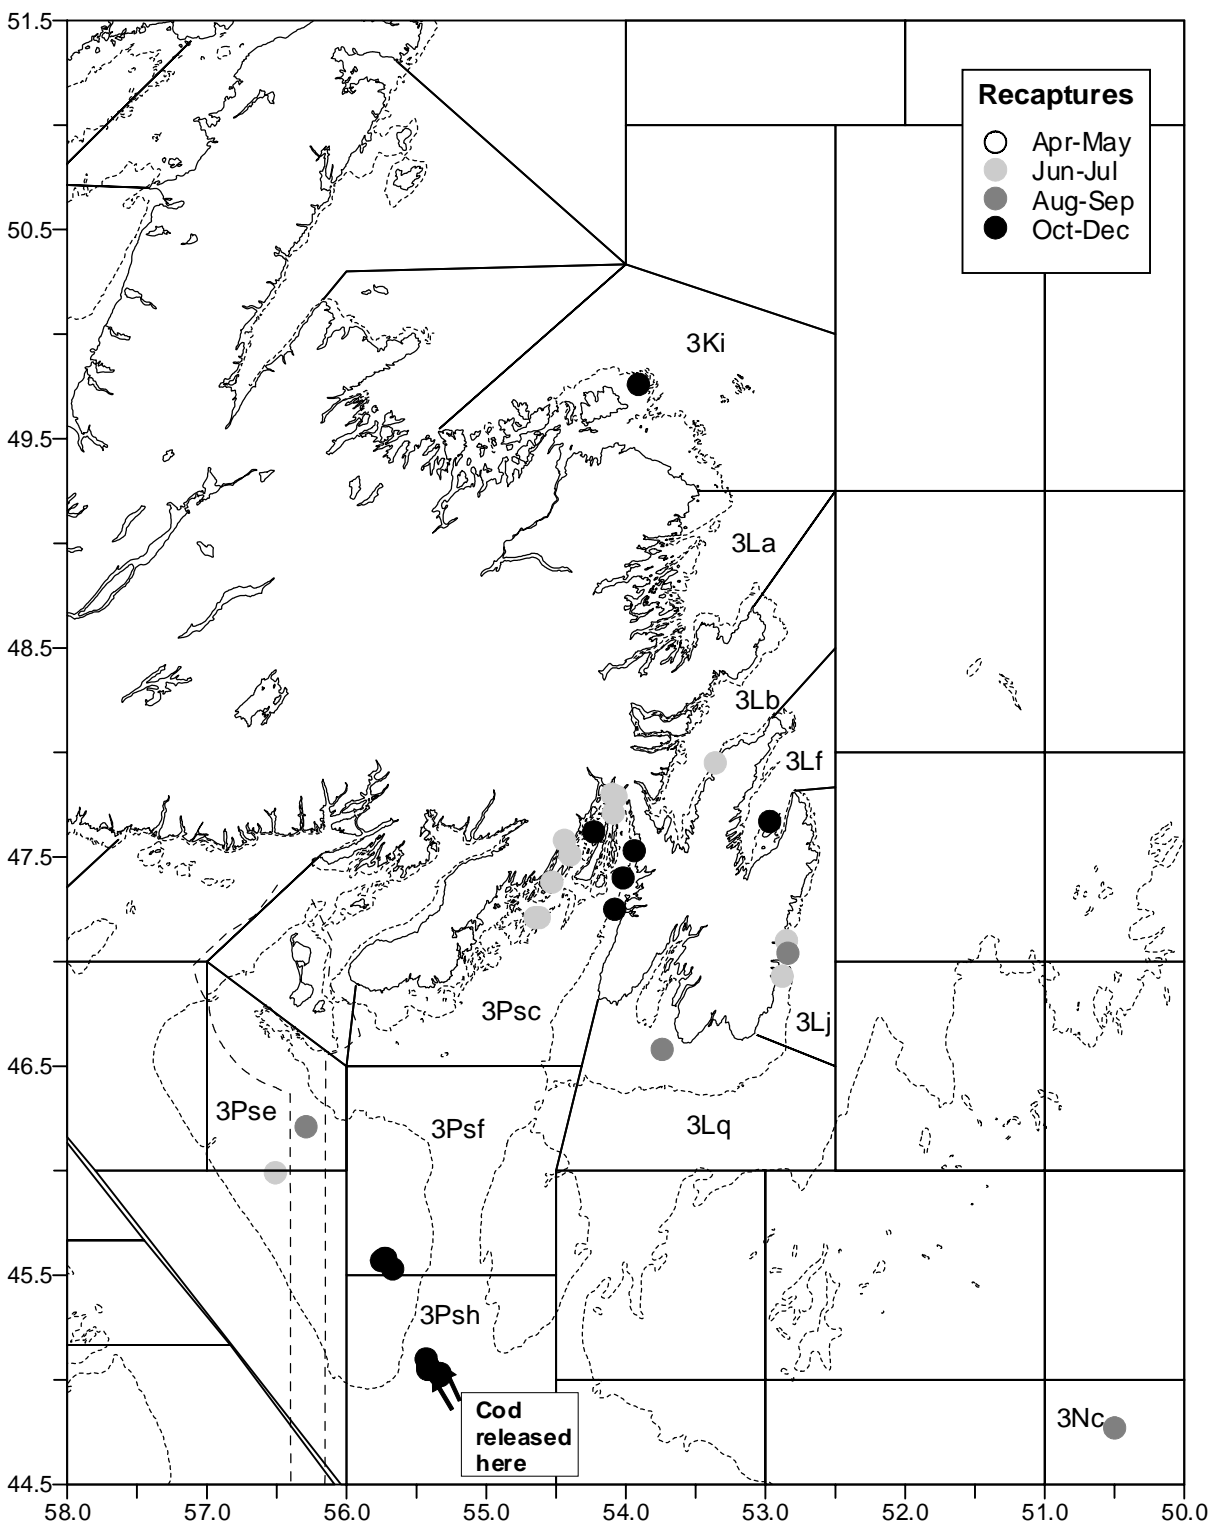 51.5
Recaptures
Apr-May
Jun-Jul
Aug-Sep
Oct-Dec
50.5
3Ki
49.5
3La
48.5
3Lb
3Lf
47.5
3Psc
3Lj
46.5
3Pse
3Psf
3Lq
45.5
3Psh
Cod
released
here
3Nc
44.5
58.0 57.0 56.0 55.0 54.0 53.0 52.0 51.0 50.0